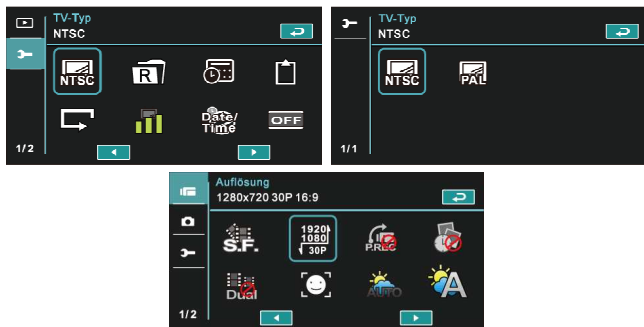 TV-Typ
NTSC
NTSC
R
Date/
Time
OFF
1/2
TV-Typ
NTSC
NTSC
PAL
1/1
Auflösung
1280x720 30P 16:9
S.F.
1920
1080
30P
P.REC
Dual
AUTO
A
1/2